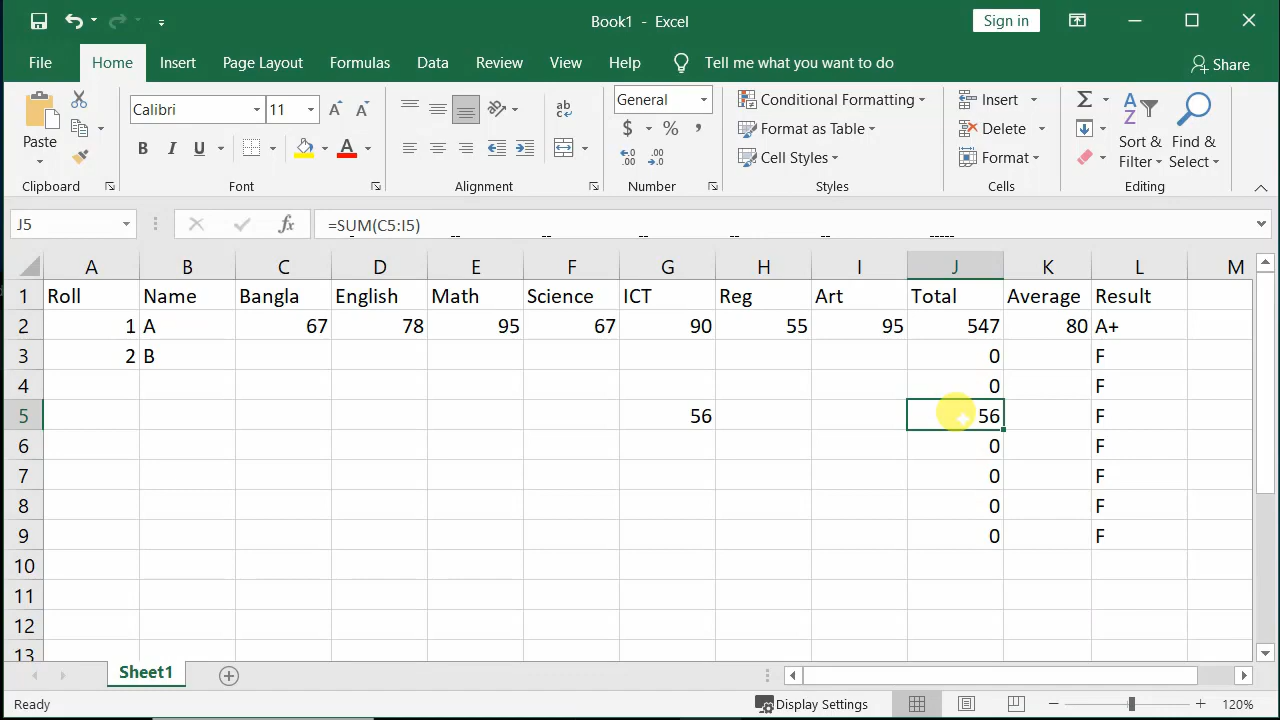 Book1 - Excel
Sign in
File Home Insert Page Layout Formulas Data Review View Help Tell me what you want to do Share
Calibri 11 General Conditional Formatting Insert
$ % , Format as Table Delete
Paste B I U A Cell Styles Format Sort & Filter Find & Select
Clipboard Font Alignment Number Styles Cells Editing
J5 fx =SUM(C5:I5)
A B C D E F G H I J K L M
1 Roll Name Bangla English Math Science ICT Reg Art Total Average Result
2 1 A 67 78 95 67 90 55 95 547 80 A+
3 2 B 0 F
4 0 F
5 56 56 F
6 0 F
7 0 F
8 0 F
9 0 F
10
11
12
13
Sheet1
Ready Display Settings 120%